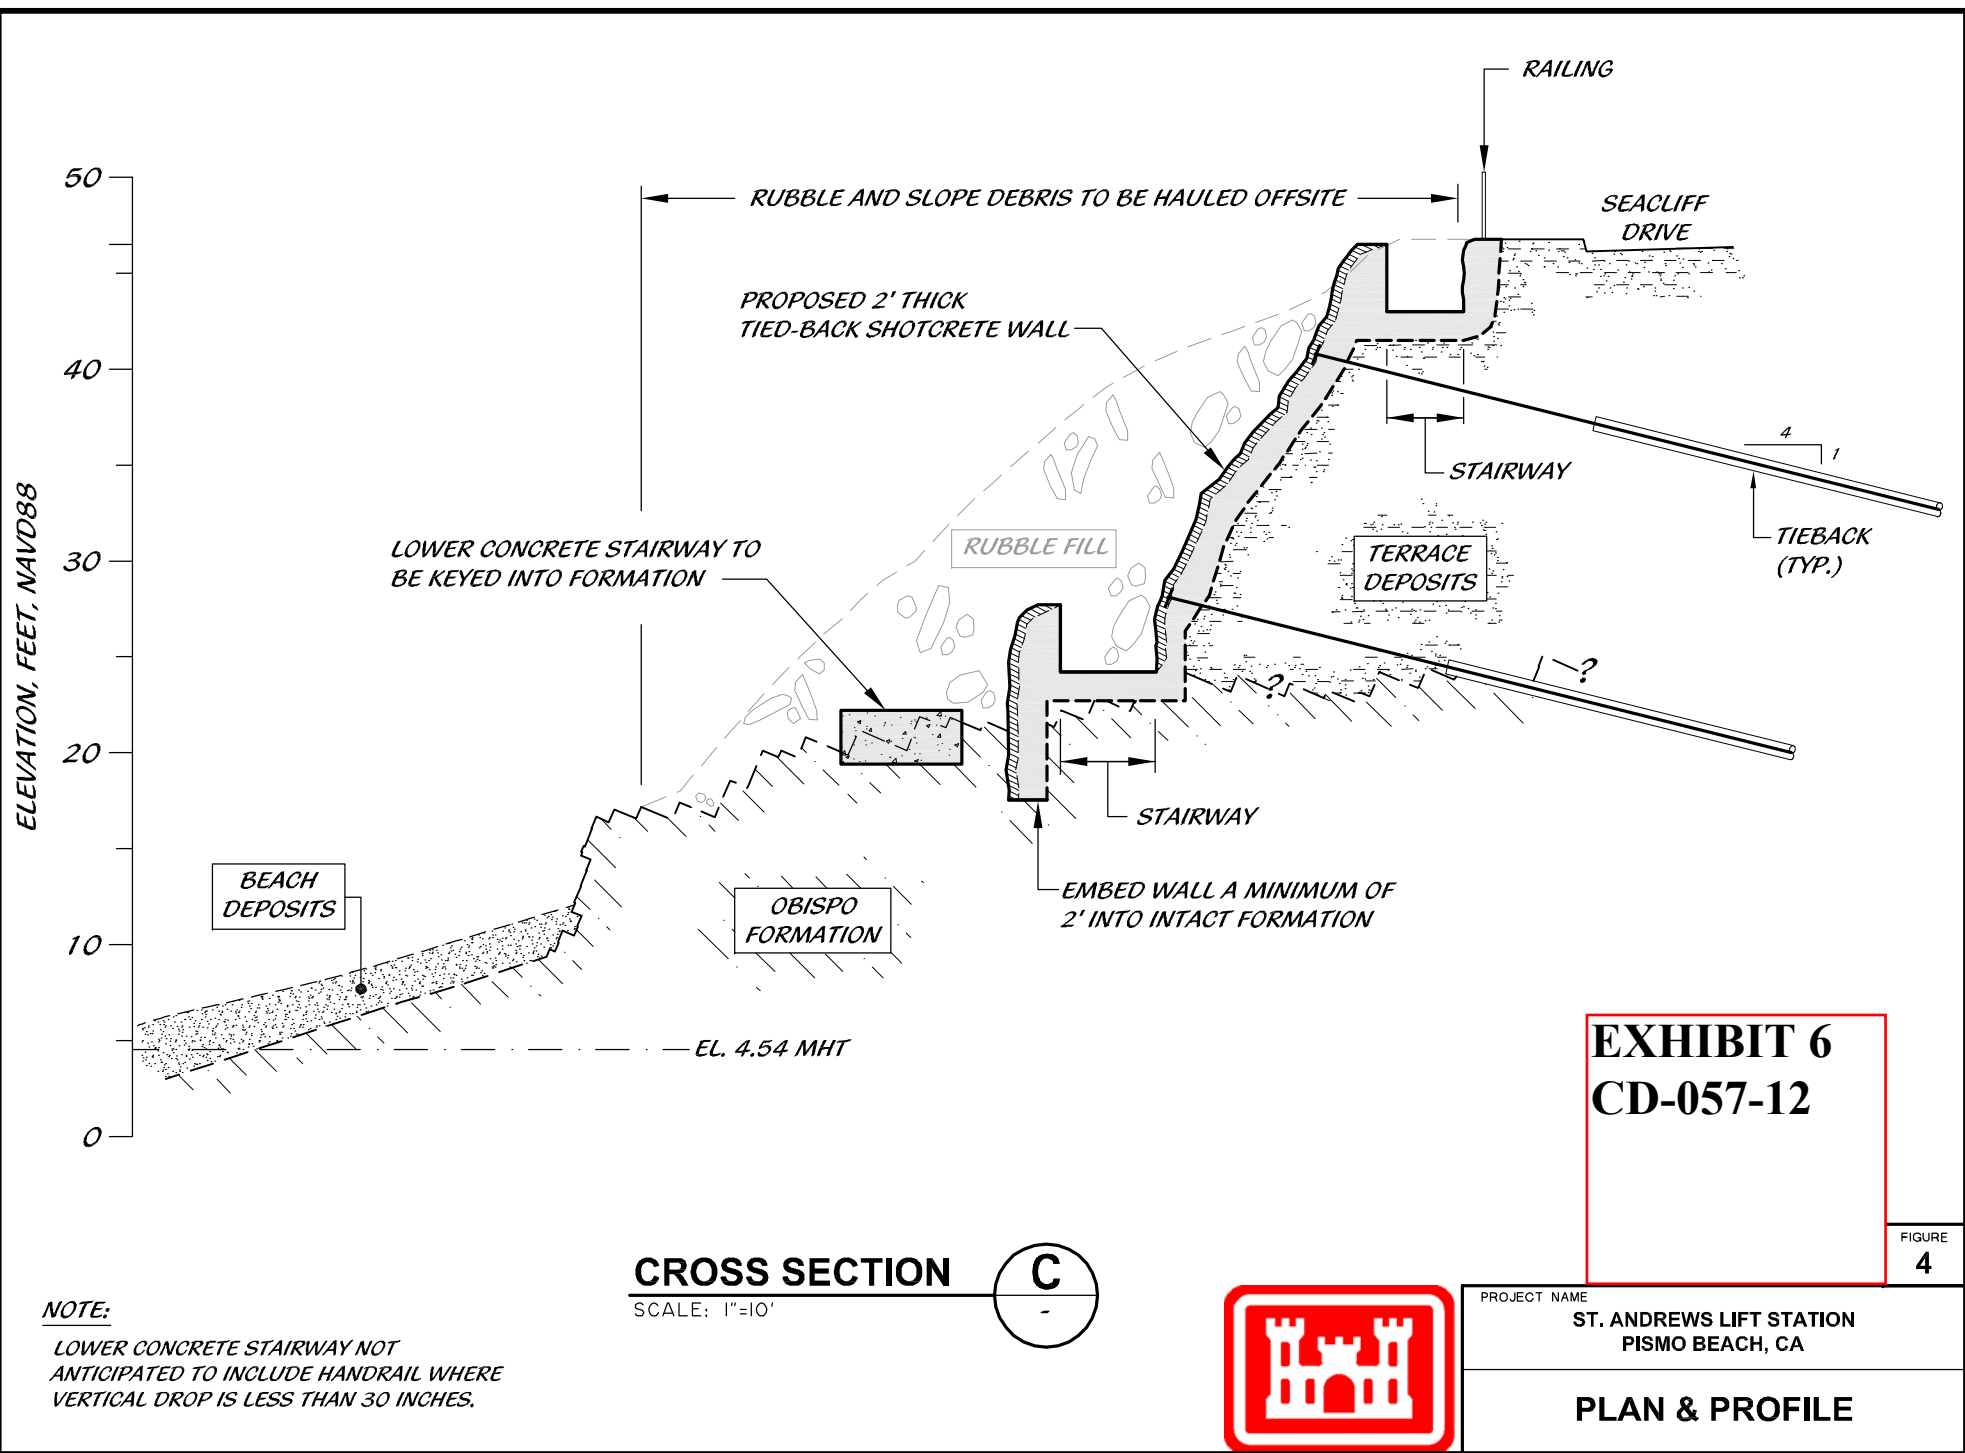 RAILING
50
RUBBLE AND SLOPE DEBRIS TO BE HAULED OFFSITE
SEACLIFF
DRIVE
PROPOSED 2' THICK
TIED-BACK SHOTCRETE WALL
40
4
1
STAIRWAY
TIEBACK
(TYP.)
RUBBLE FILL
TERRACE
DEPOSITS
LOWER CONCRETE STAIRWAY TO
BE KEYED INTO FORMATION
30
ELEVATION, FEET, NAVD88
?
?
20
STAIRWAY
BEACH
DEPOSITS
OBISPO
FORMATION
EMBED WALL A MINIMUM OF
2' INTO INTACT FORMATION
10
EL. 4.54 MHT
0
EXHIBIT 6
CD-057-12
FIGURE
4
CROSS SECTION
SCALE: 1"=10'
C
-
NOTE:
LOWER CONCRETE STAIRWAY NOT
ANTICIPATED TO INCLUDE HANDRAIL WHERE
VERTICAL DROP IS LESS THAN 30 INCHES.
PROJECT NAME
ST. ANDREWS LIFT STATION
PISMO BEACH, CA
PLAN & PROFILE